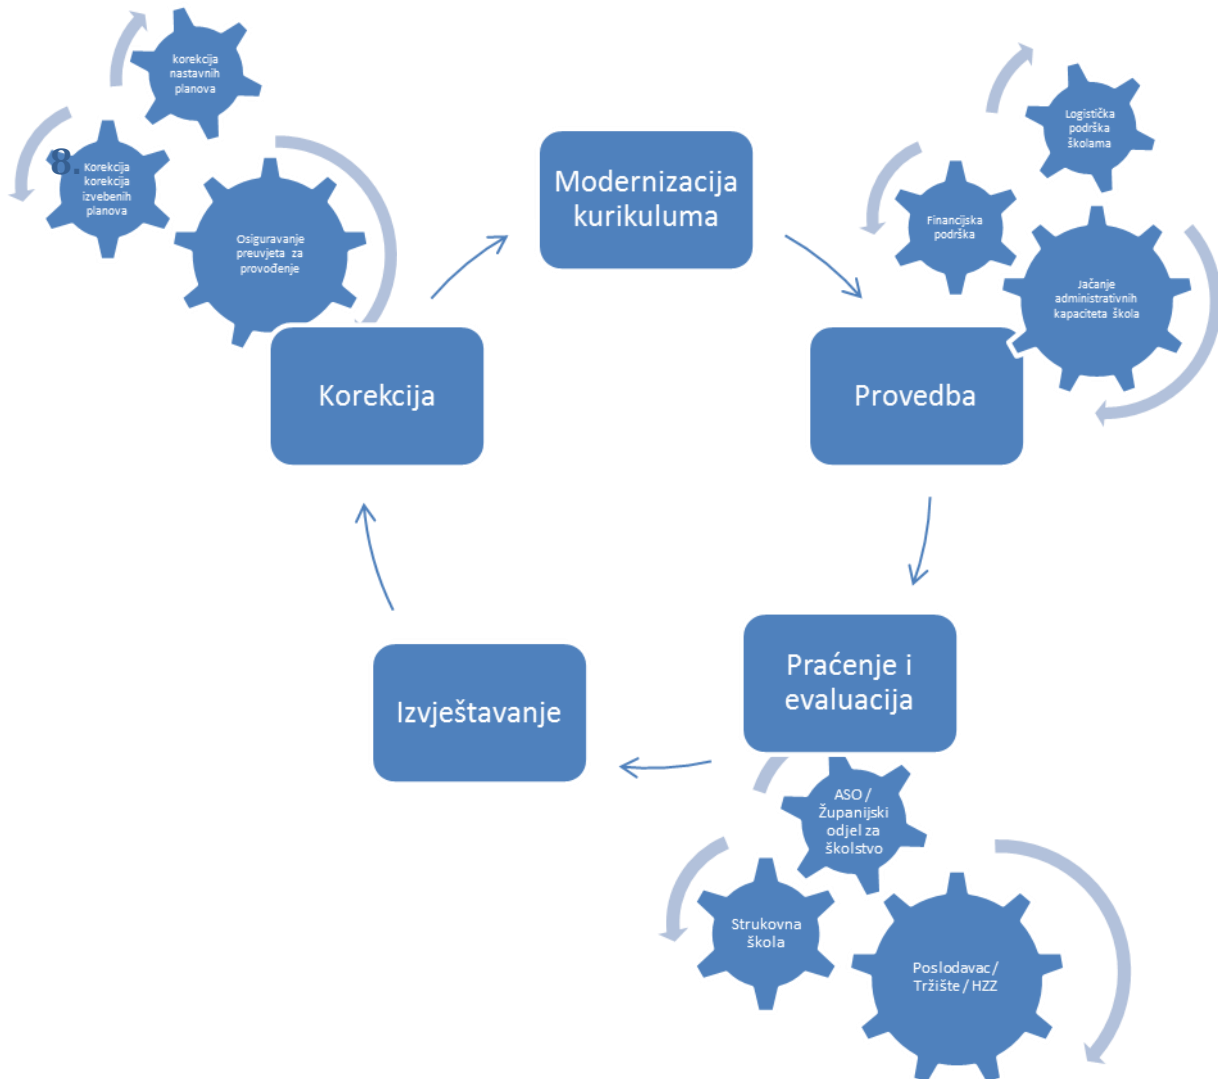 korekcija
nastavnih
planova
8.
Korekcija
korekcija
izvebenih
planova
Osiguravanje
preuvjeta za
provođenje
Modernizacija
kurikuluma
Logistička
podrška
školama
Financijska
podrška
Jačanje
administrativnih
kapaciteta škola
Korekcija
Provedba
Praćenje i
evaluacija
Izvještavanje
ASO /
Županijski
odjel za
školstvo
Strukovna
škola
Poslodavac /
Tržište / HZZ